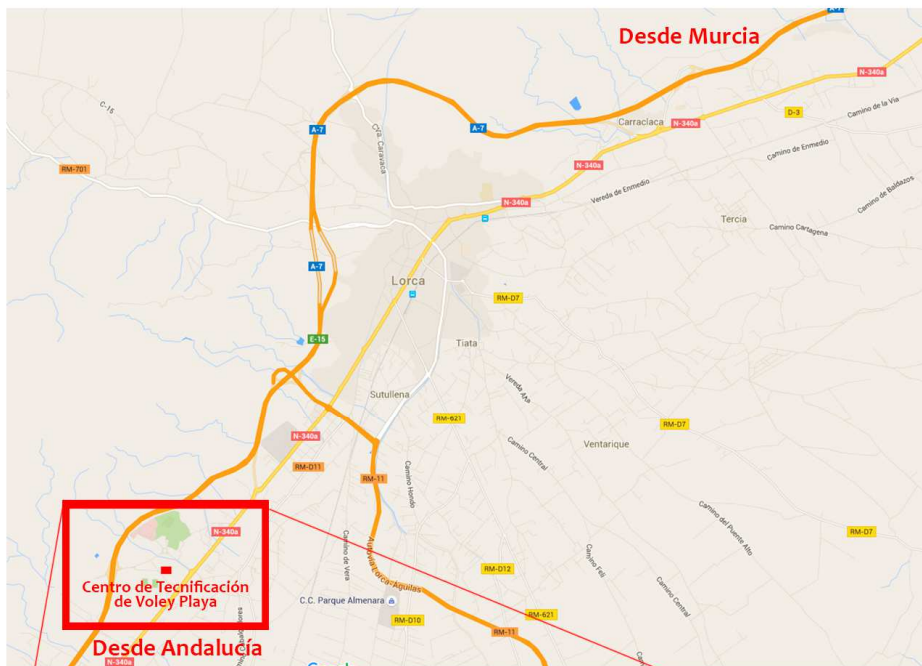 A-7
Desde Murcia
N-340a
C-15
Ctra. Caravaca
A-7
A-7
Carraclaca
N-340a
D-3
Camino de la Vía
N-340a
Camino de Enmedio
RM-701
Vereda de Enmedio
Camino de Baldazos
N-340a
Tercia
Camino Cartagena
A-7
Lorca
RM-D7
E-15
Tiata
Sutullena
Vereda Alta
RM-621
RM-D7
N-340a
Camino Central
Ventarique
RM-D11
RM-11
Camino Hondo
Camino del Puente Alto
N-340a
RM-D7
Camino de Vera
Autovía Lorca-Águilas
Camino Feli
Centro de Tecnificación
de Voley Playa
RM-D12
Camino Central
C.C. Parque Almenara
RM-621
RM-D10
RM-11
Desde Andalucía
N-340a